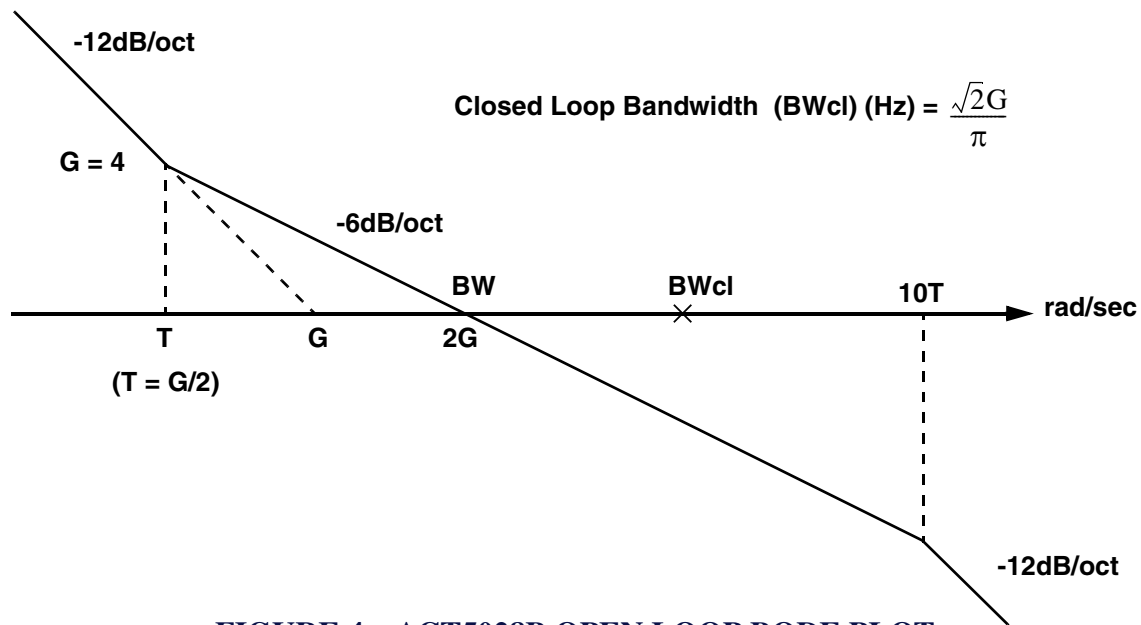 -12dB/oct
Closed Loop Bandwidth (BWcl) (Hz) = √2G / π
G = 4
-6dB/oct
BW
BWcl
10T
rad/sec
T
G
2G
(T = G/2)
-12dB/oct